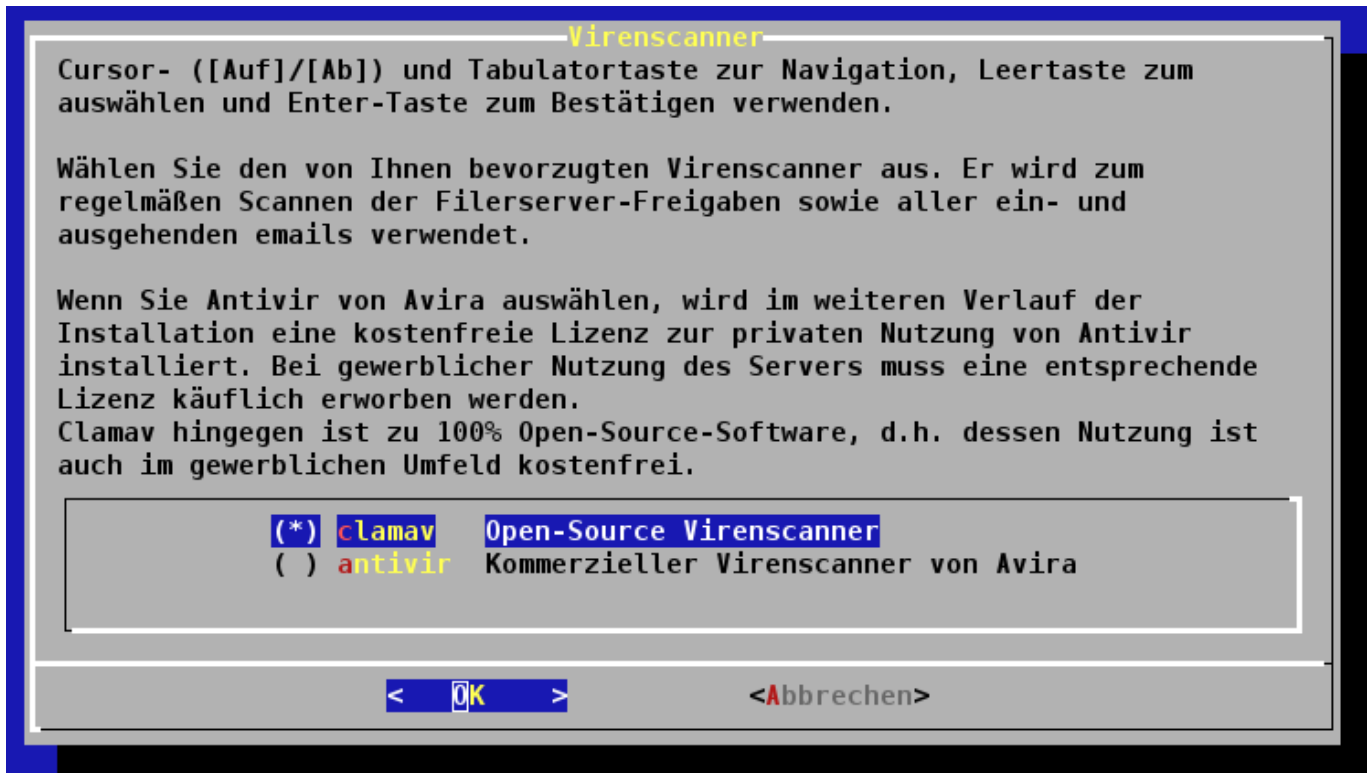 Virenscanner
Cursor- ([Auf]/[Ab]) und Tabulatortaste zur Navigation, Leertaste zum
auswählen und Enter-Taste zum Bestätigen verwenden.
Wählen Sie den von Ihnen bevorzugten Virenscanner aus. Er wird zum
regelmäßen Scannen der Filerserver-Freigaben sowie aller ein- und
ausgehenden emails verwendet.
Wenn Sie Antivir von Avira auswählen, wird im weiteren Verlauf der
Installation eine kostenfreie Lizenz zur privaten Nutzung von Antivir
installiert. Bei gewerblicher Nutzung des Servers muss eine entsprechende
Lizenz käuflich erworben werden.
Clamav hingegen ist zu 100% Open-Source-Software, d.h. dessen Nutzung ist
auch im gewerblichen Umfeld kostenfrei.
(*) clamav Open-Source Virenscanner
( ) antivir Kommerzieller Virenscanner von Avira
< OK > <Abbrechen>